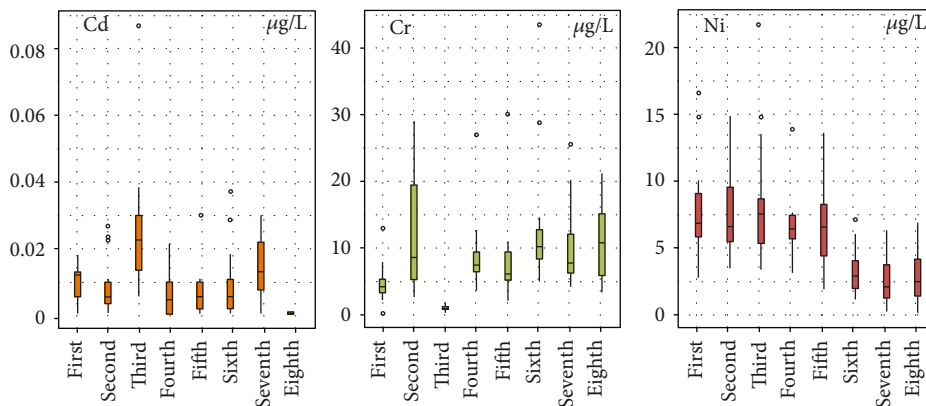 Cd µg/L
0.08
0.06
0.04
0.02
0
First Second Third Fourth Fifth Sixth Seventh Eighth
Cr µg/L
40
30
20
10
0
First Second Third Fourth Fifth Sixth Seventh Eighth
Ni µg/L
20
15
10
5
0
First Second Third Fourth Fifth Sixth Seventh Eighth